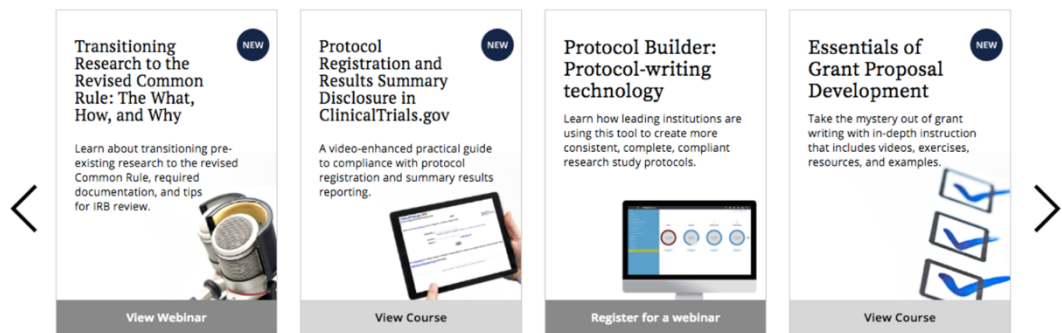 Transitioning
Research to the
Revised Common
Rule: The What,
How, and Why
NEW
Learn about transitioning pre-
existing research to the revised
Common Rule, required
documentation, and tips
for IRB review.
View Webinar
Protocol
Registration and
Results Summary
Disclosure in
ClinicalTrials.gov
NEW
A video-enhanced practical guide
to compliance with protocol
registration and summary results
reporting.
View Course
Protocol Builder:
Protocol-writing
technology
Learn how leading institutions are
using this tool to create more
consistent, complete, compliant
research study protocols.
Register for a webinar
Essentials of
Grant Proposal
Development
NEW
Take the mystery out of grant
writing with in-depth instruction
that includes videos, exercises,
resources, and examples.
View Course